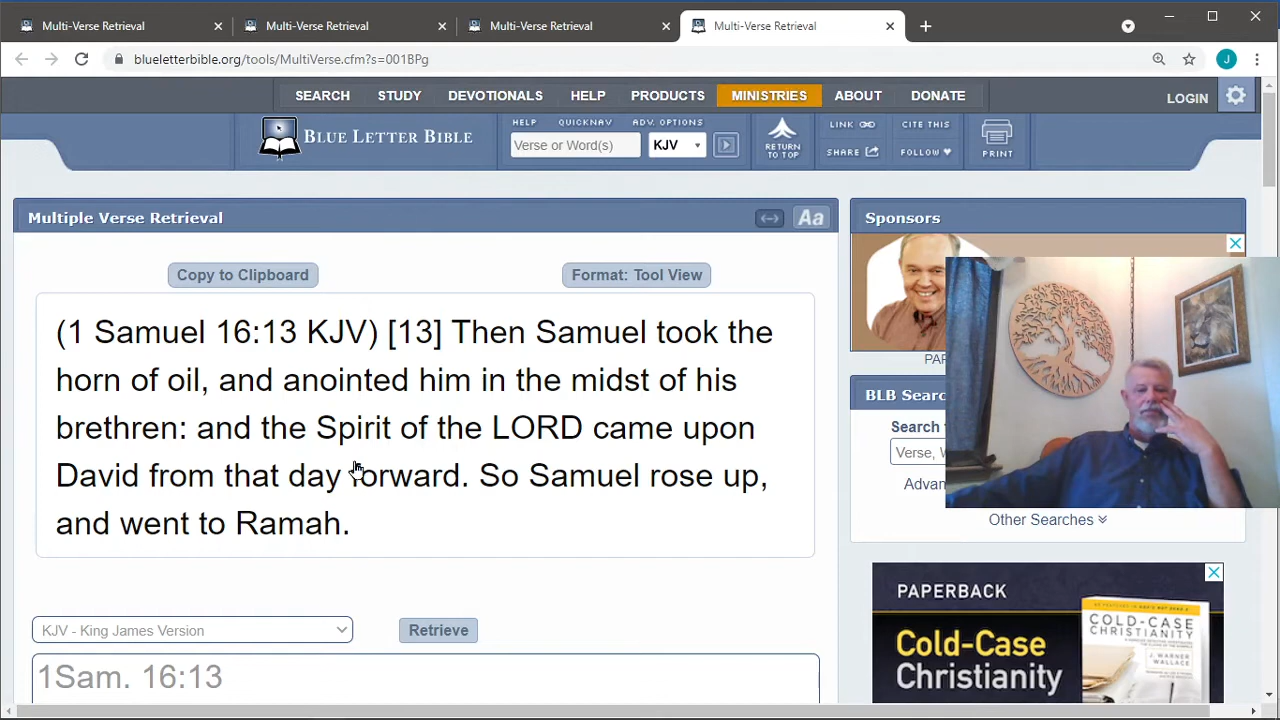 Multi-Verse Retrieval
Multi-Verse Retrieval
Multi-Verse Retrieval
Multi-Verse Retrieval
blueletterbible.org/tools/MultiVerse.cfm?s=001BPg
J
SEARCH STUDY DEVOTIONALS HELP PRODUCTS MINISTRIES ABOUT DONATE LOGIN
BLUE LETTER BIBLE
HELP QUICKNAV ADV. OPTIONS
Verse or Word(s) KJV
RETURN TO TOP
LINK CITE THIS
SHARE FOLLOW
PRINT
Multiple Verse Retrieval
Aa
Copy to Clipboard
Format: Tool View
(1 Samuel 16:13 KJV) [13] Then Samuel took the
horn of oil, and anointed him in the midst of his
brethren: and the Spirit of the LORD came upon
David from that day forward. So Samuel rose up,
and went to Ramah.
KJV - King James Version
Retrieve
1Sam. 16:13
Sponsors
PAR
BLB Searc
Search
Verse, W
Advan
Other Searches
PAPERBACK
COLD-CASE
CHRISTIANITY
J. WARNER
WALLACE
Cold-Case
Christianity